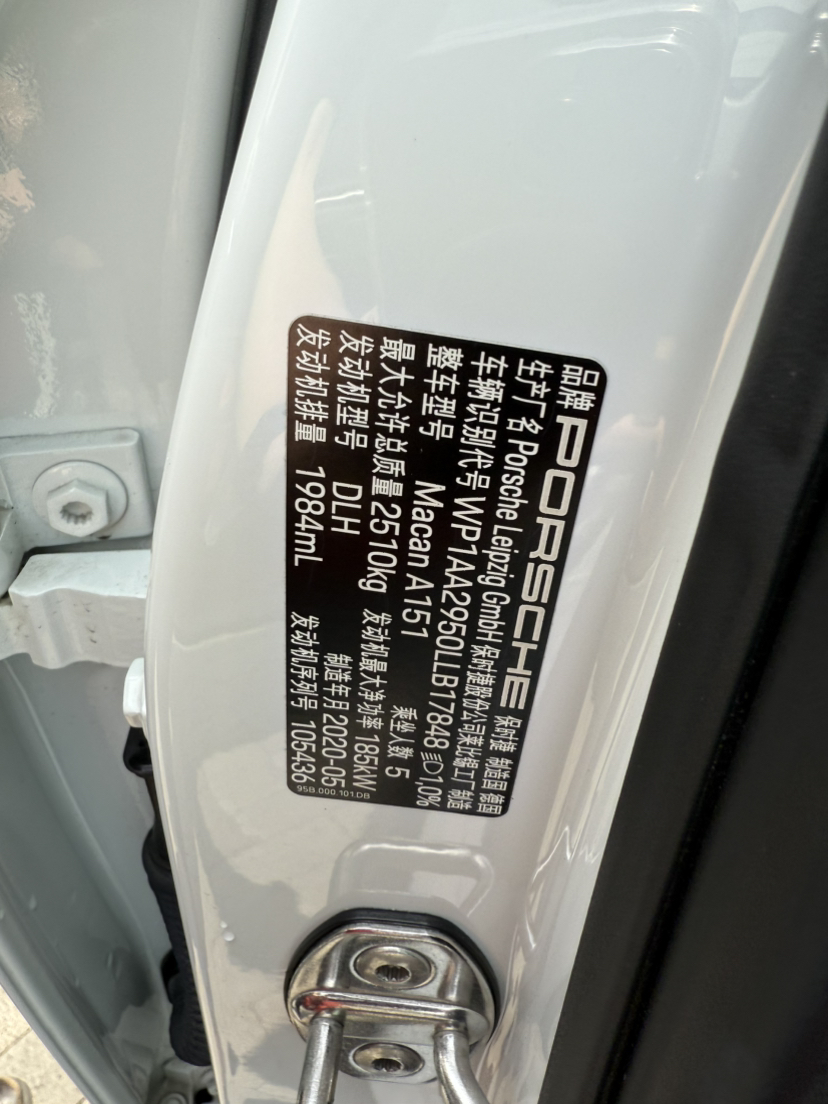 品牌 PORSCHE 保时捷 制造国 德国
生产厂名 Porsche Leipzig GmbH 保时捷股份公司莱比锡工厂制造
车辆识别代号 WP1AA2950LLB17848 1,0%
整车型号 Macan A151 乘坐人数 5
最大允许总质量 2510kg 发动机最大净功率 185kW
发动机型号 DLH 制造年月 2020-05
发动机排量 1984mL 发动机序列号 105436
95B.000.101.DB